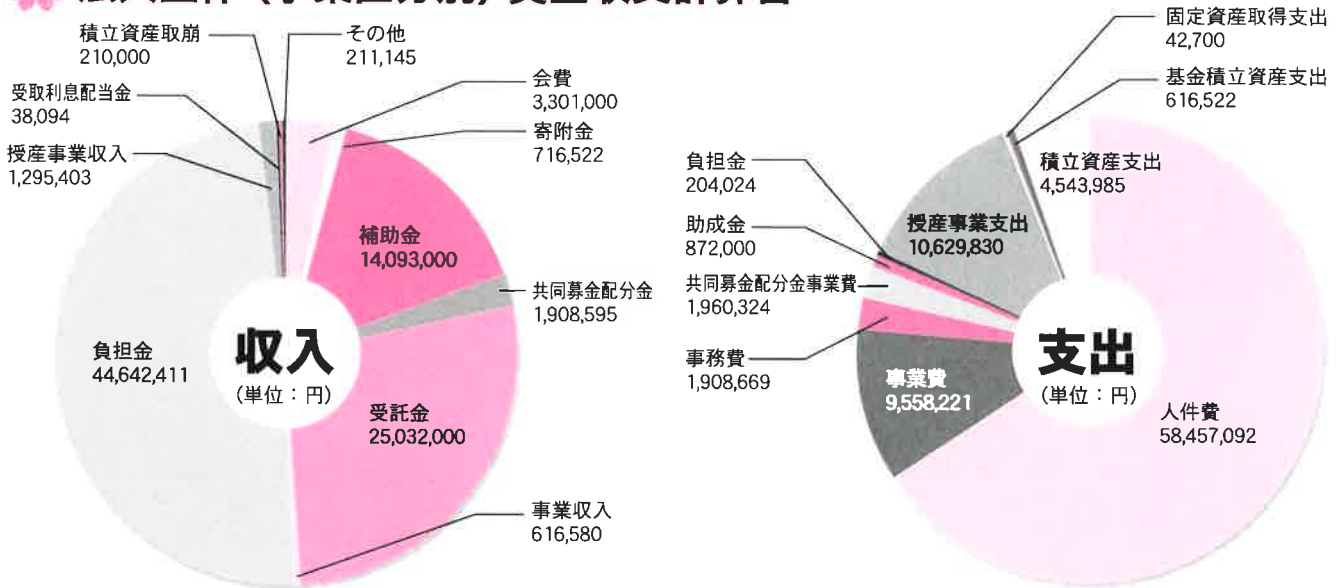 積立資産取崩
210,000
その他
211,145
受取利息配当金
38,094
会費
3,301,000
授産事業収入
1,295,403
寄附金
716,522
補助金
14,093,000
共同募金配分金
1,908,595
負担金
44,642,411
収入
(単位：円)
受託金
25,032,000
事業収入
616,580
固定資産取得支出
42,700
基金積立資産支出
616,522
積立資産支出
4,543,985
負担金
204,024
授産事業支出
10,629,830
助成金
872,000
共同募金配分金事業費
1,960,324
事務費
1,908,669
事業費
9,558,221
支出
(単位：円)
人件費
58,457,092